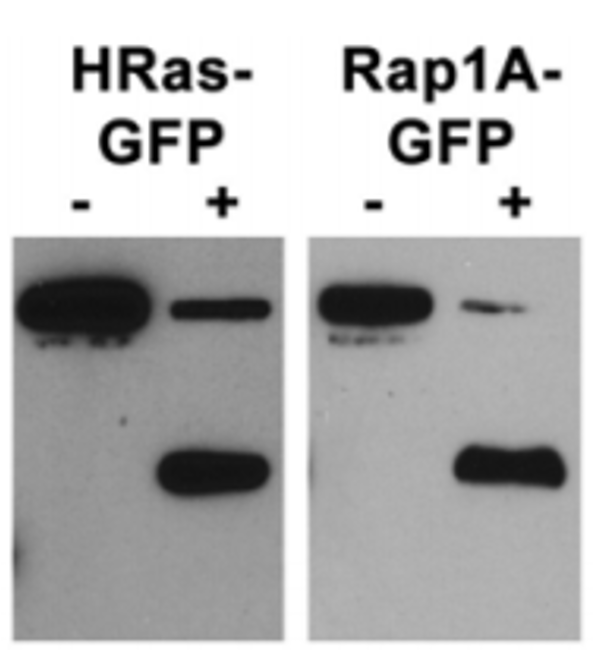 HRas- Rap1A-
GFP GFP
- + - +